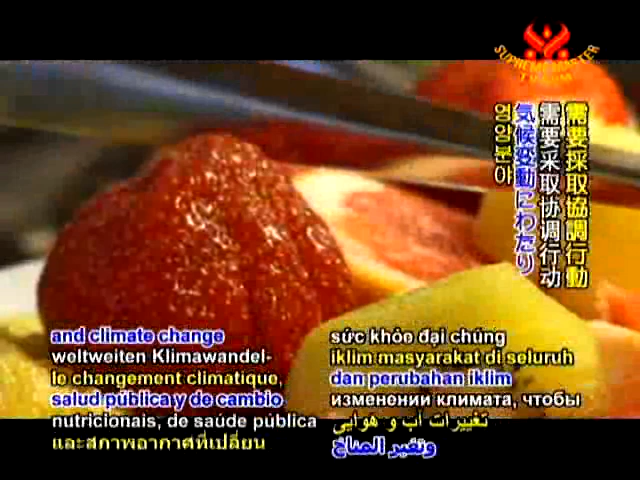 SUPREME MASTER
TV.COM
需要採取協調行動
需要采取协调行动
気候変動にわたり
영양분야
and climate change
weltweiten Klimawandel-
le changement climatique,
salud pública y de cambio
nutricionais, de saúde pública
และสภาพอากาศที่เปลี่ยน
sức khỏe đại chúng
iklim masyarakat di seluruh
dan perubahan iklim
изменении климата, чтобы
تغییرات آب و هوایی
وتغير المناخ